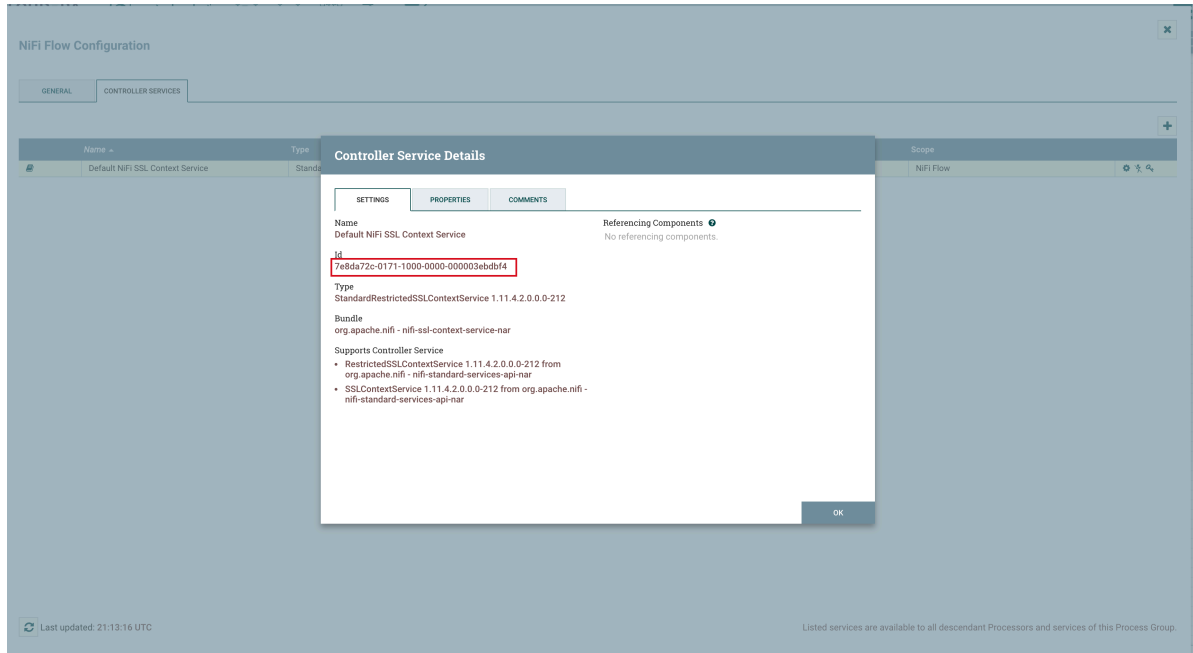 NiFi Flow Configuration
GENERAL
CONTROLLER SERVICES
Name
Type
Scope
Default NiFi SSL Context Service
Standa
NiFi Flow
Controller Service Details
SETTINGS
PROPERTIES
COMMENTS
Name
Default NiFi SSL Context Service
Id
7e8da72c-0171-1000-0000-000003ebdbf4
Type
StandardRestrictedSSLContextService 1.11.4.2.0.0.0-212
Bundle
org.apache.nifi - nifi-ssl-context-service-nar
Supports Controller Service
• RestrictedSSLContextService 1.11.4.2.0.0.0-212 from
org.apache.nifi - nifi-standard-services-api-nar
• SSLContextService 1.11.4.2.0.0.0-212 from org.apache.nifi -
nifi-standard-services-api-nar
Referencing Components
No referencing components.
OK
Last updated: 21:13:16 UTC
Listed services are available to all descendant Processors and services of this Process Group.